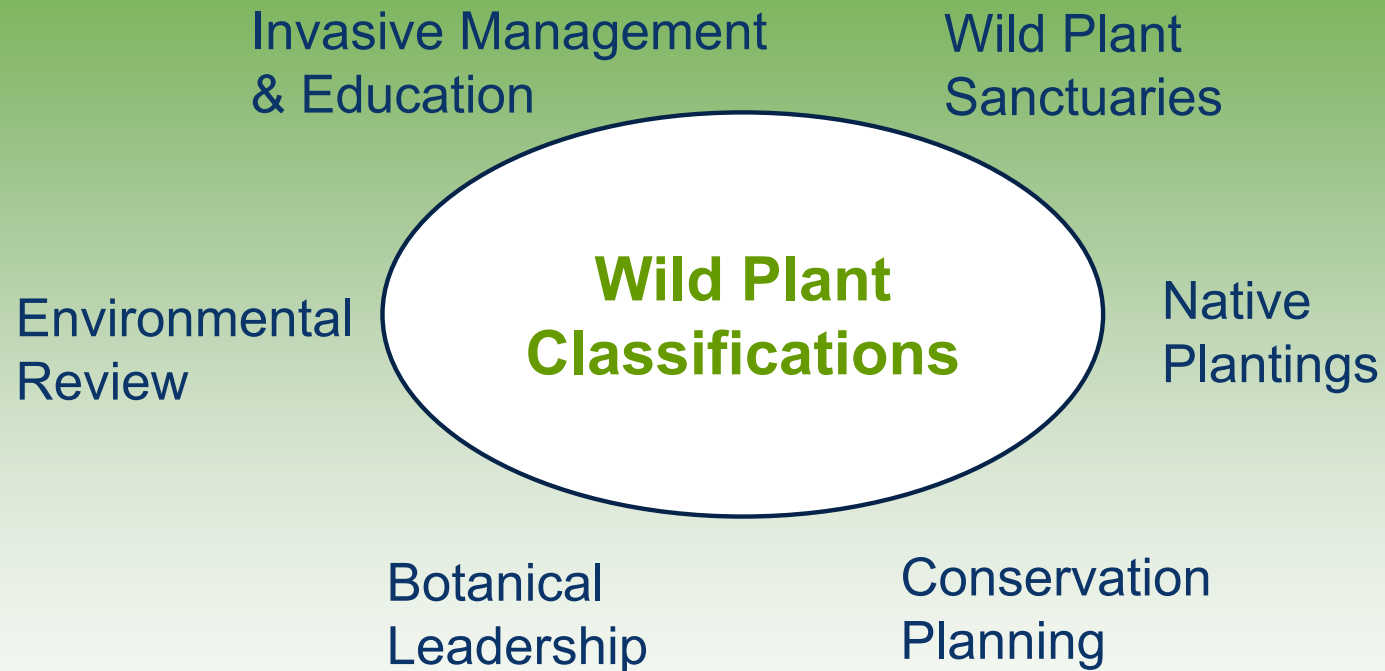 Invasive Management
& Education
Wild Plant
Sanctuaries
Wild Plant
Classifications
Environmental
Review
Native
Plantings
Botanical
Leadership
Conservation
Planning